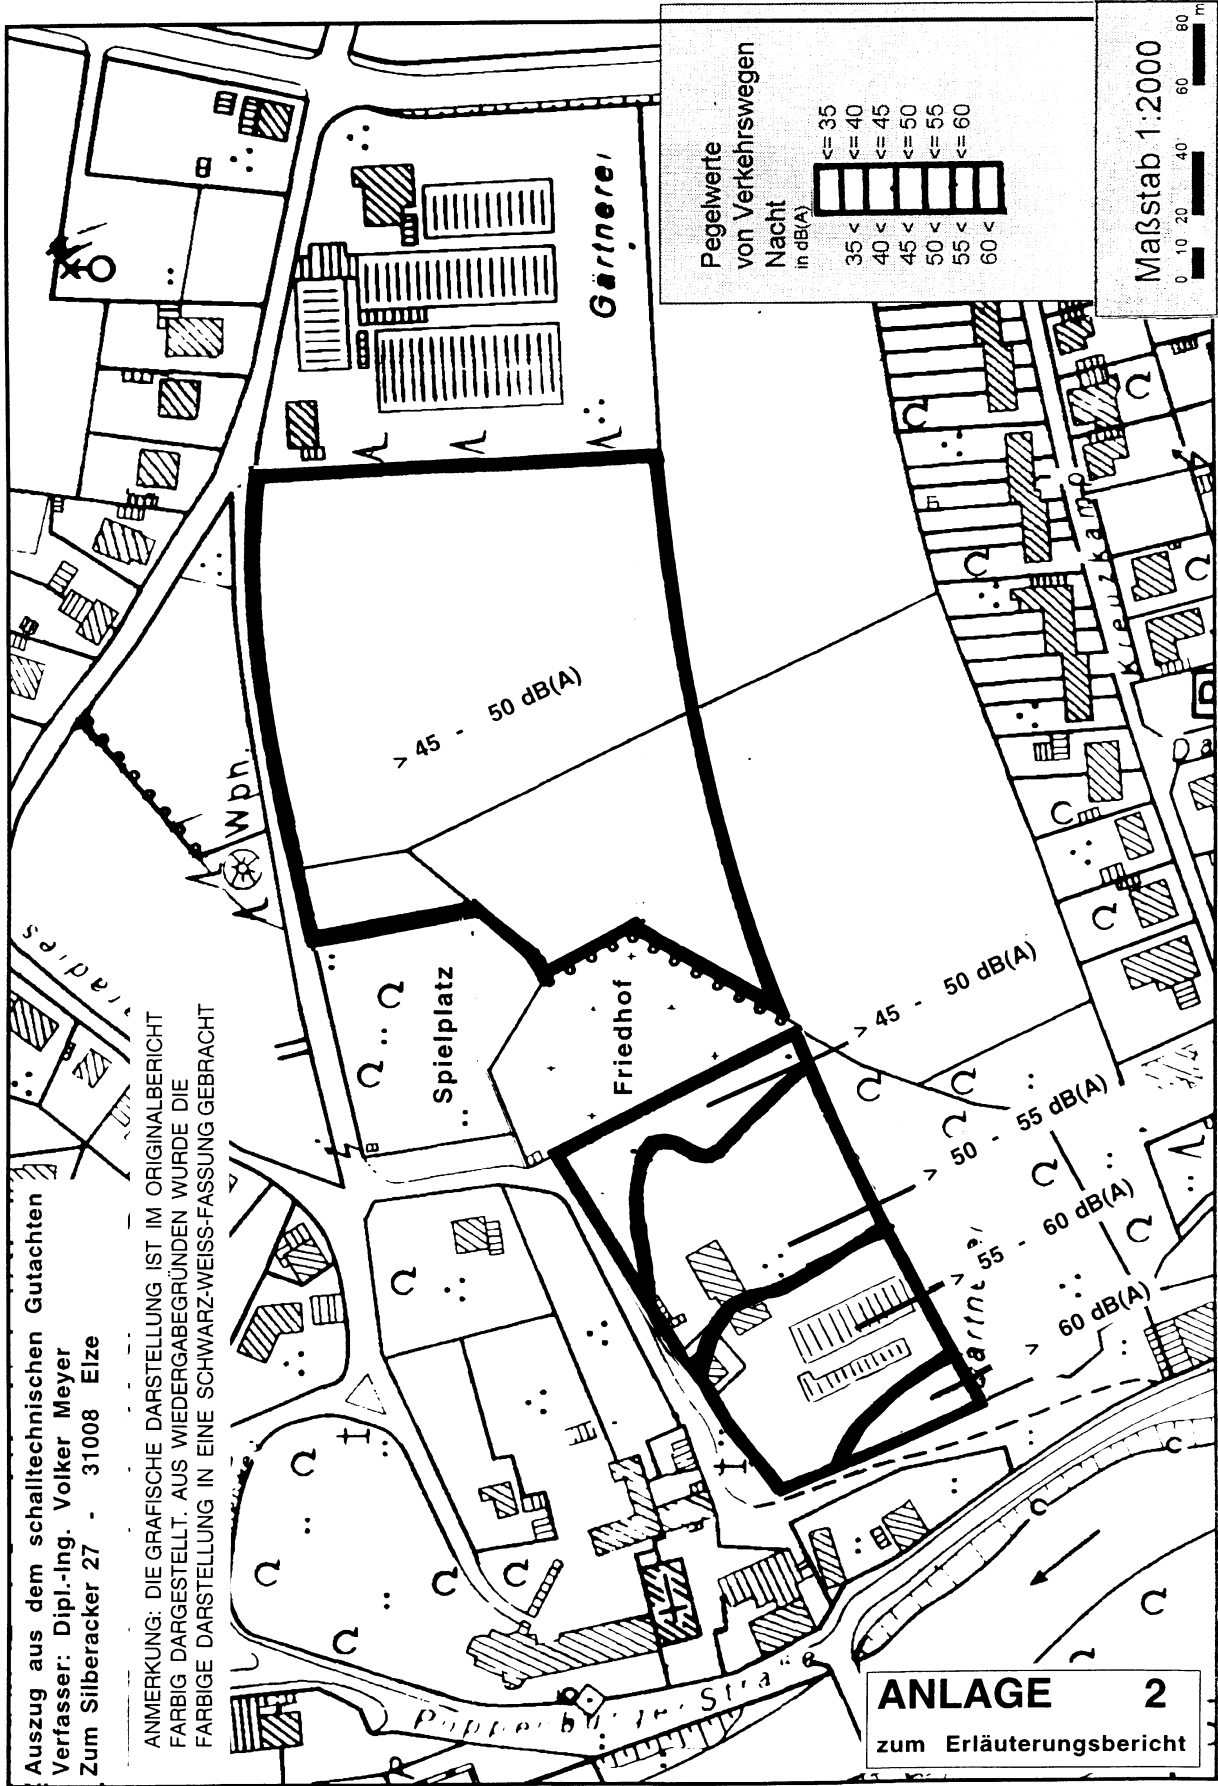 Auszug aus dem schalltechnischen Gutachten
Verfasser: Dipl.-Ing. Volker Meyer
Zum Silberacker 27 - 31008 Elze
ANMERKUNG: DIE GRAFISCHE DARSTELLUNG IST IM ORIGINALBERICHT
FARBIG DARGESTELLT. AUS WIEDERGABEGRÜNDEN WURDE DIE
FARBIGE DARSTELLUNG IN EINE SCHWARZ-WEISS-FASSUNG GEBRACHT
Wph.
Spielplatz
Friedhof
Gärtnerei
> 45 - 50 dB(A)
> 45 - 50 dB(A)
> 50 - 55 dB(A)
> 55 - 60 dB(A)
> 60 dB(A)
Poppenburger Straße
Pegelwerte
von Verkehrswegen
Nacht
in dB(A)
<= 35
35 < <= 40
40 < <= 45
45 < <= 50
50 < <= 55
55 < <= 60
60 <
Maßstab 1:2000
0 10 20 40 60 80 m
ANLAGE 2
zum Erläuterungsbericht